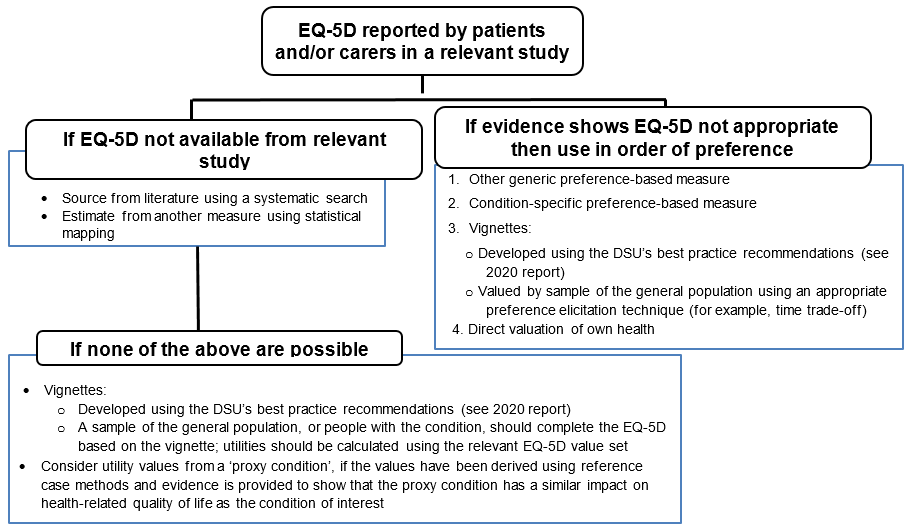 EQ-5D reported by patients
and/or carers in a relevant study
If EQ-5D not available from relevant
study
• Source from literature using a systematic search
• Estimate from another measure using statistical
mapping
If evidence shows EQ-5D not appropriate
then use in order of preference
1. Other generic preference-based measure
2. Condition-specific preference-based measure
3. Vignettes:
o Developed using the DSU's best practice recommendations (see
2020 report)
o Valued by sample of the general population using an appropriate
preference elicitation technique (for example, time trade-off)
4. Direct valuation of own health
If none of the above are possible
• Vignettes:
o Developed using the DSU's best practice recommendations (see 2020 report)
o A sample of the general population, or people with the condition, should complete the EQ-5D
based on the vignette; utilities should be calculated using the relevant EQ-5D value set
• Consider utility values from a 'proxy condition', if the values have been derived using reference
case methods and evidence is provided to show that the proxy condition has a similar impact on
health-related quality of life as the condition of interest